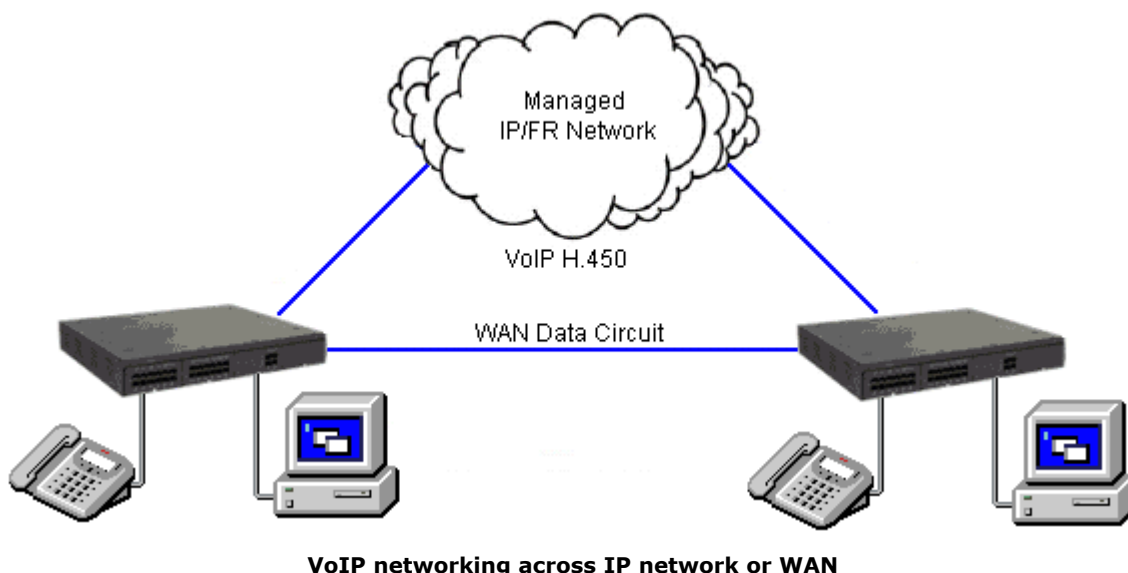 Managed
IP/FR Network
VoIP H.450
WAN Data Circuit
VoIP networking across IP network or WAN